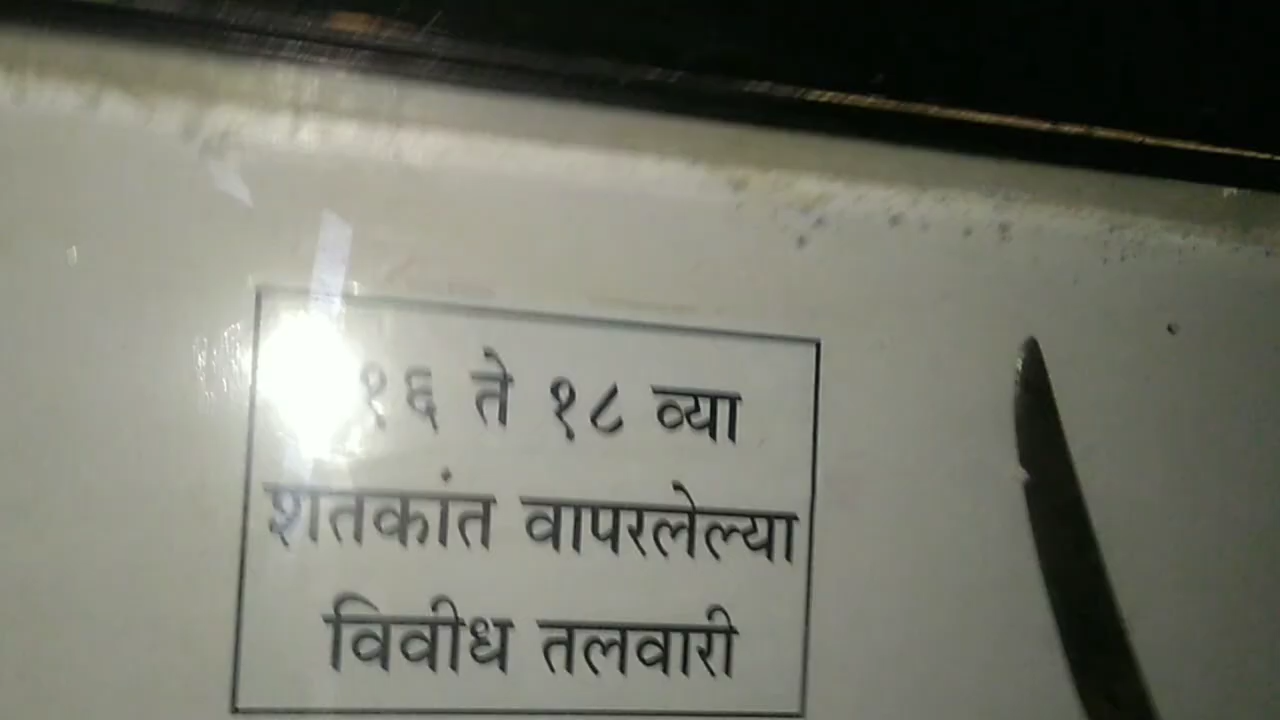 १६ ते १८ व्या
शतकांत वापरलेल्या
विवीध तलवारी